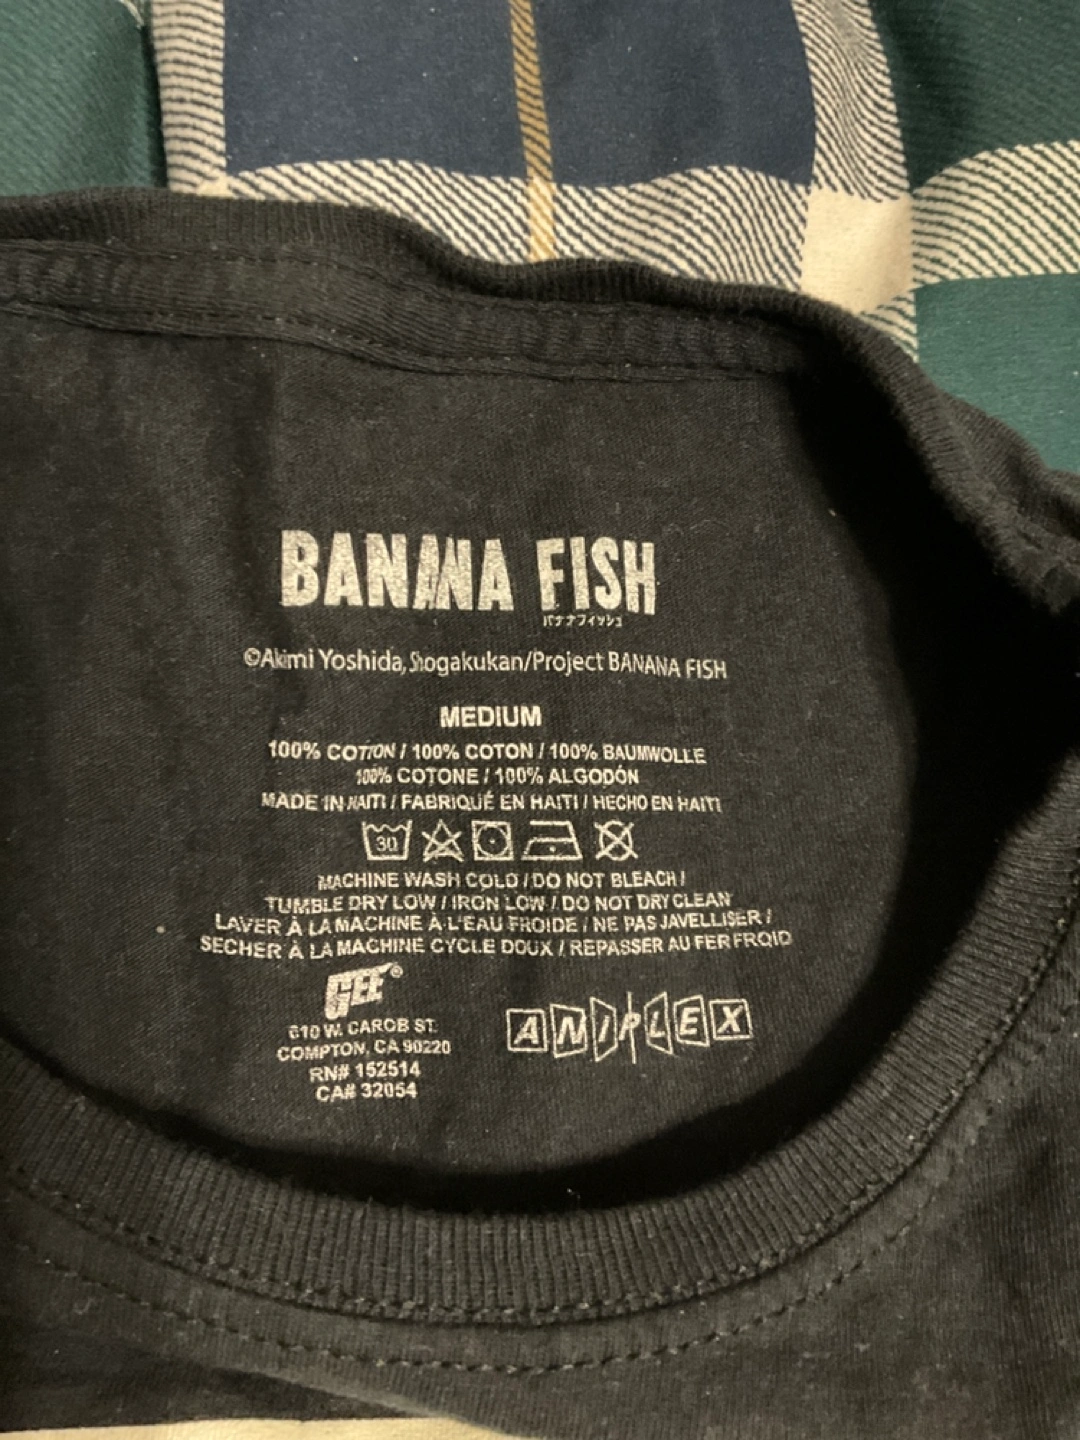 BANANA FISH
バナナフィッシュ
©Akimi Yoshida, Shogakukan/Project BANANA FISH
MEDIUM
100% COTTON / 100% COTON / 100% BAUMWOLLE
100% COTONE / 100% ALGODÓN
MADE IN HAITI / FABRIQUÉ EN HAITI / HECHO EN HAITI
30
MACHINE WASH COLD / DO NOT BLEACH /
TUMBLE DRY LOW / IRON LOW / DO NOT DRY CLEAN
LAVER À LA MACHINE À L'EAU FROIDE / NE PAS JAVELLISER /
SECHER À LA MACHINE CYCLE DOUX / REPASSER AU FER FROID
GEE®
610 W. CAROB ST.
COMPTON, CA 90220
RN# 152514
CA# 32054
ANIPLEX